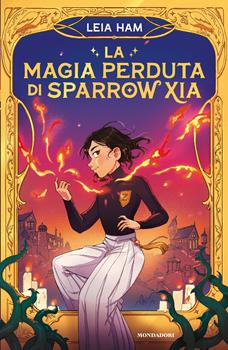 LEIA HAM
LA
MAGIA PERDUTA
DI SPARROW XIA
MONDADORI